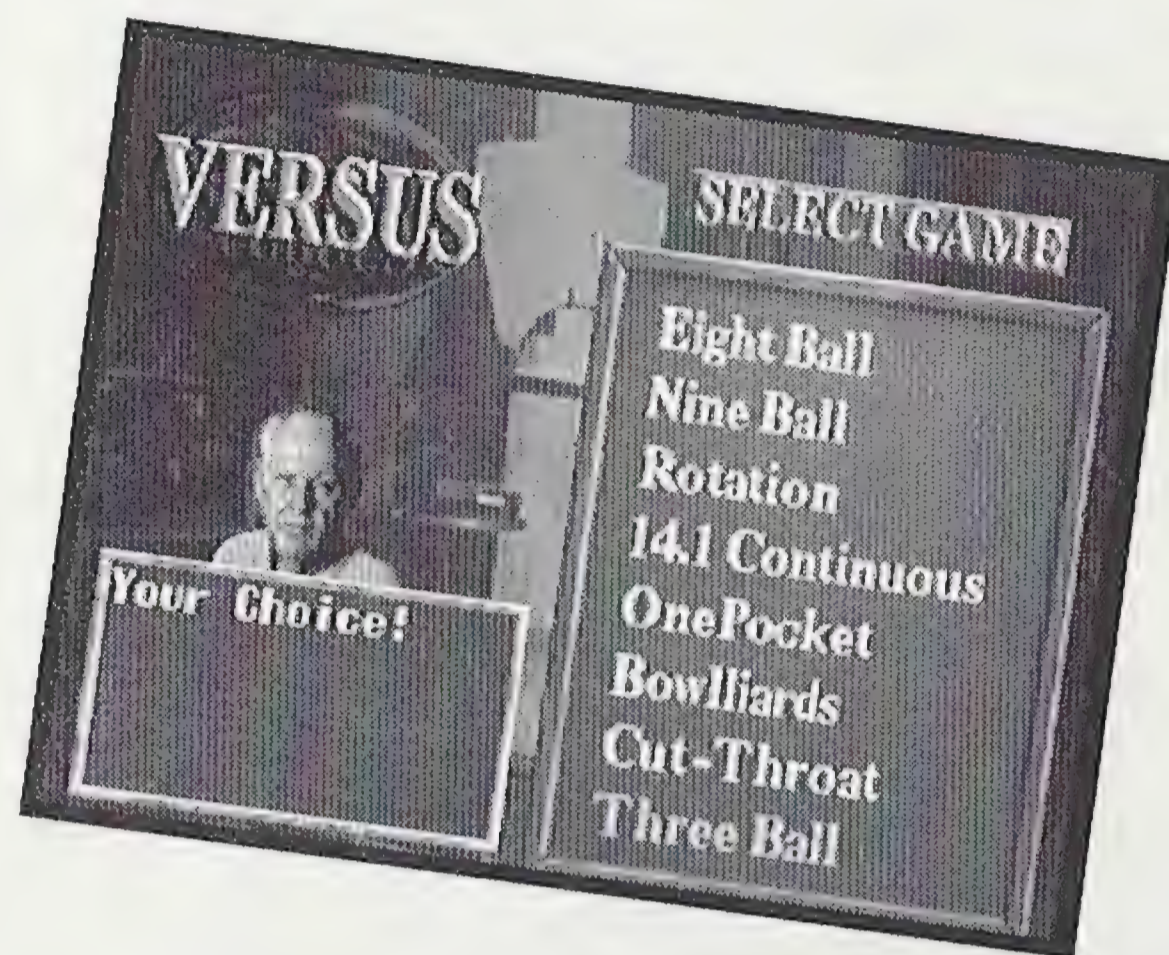 VERSUS
SELECT GAME
Eight Ball
Nine Ball
Rotation
14.1 Continuous
OnePocket
Bowlliards
Cut-Throat
Three Ball
Your Choice!